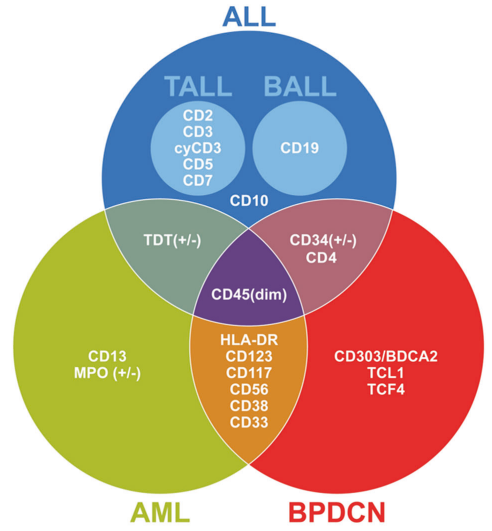 ALL
TALL
BALL
CD2
CD3
cyCD3
CD5
CD7
CD19
CD10
TDT(+/-)
CD34(+/-)
CD4
CD45(dim)
CD13
MPO (+/-)
HLA-DR
CD123
CD117
CD56
CD38
CD33
CD303/BDCA2
TCL1
TCF4
AML
BPDCN